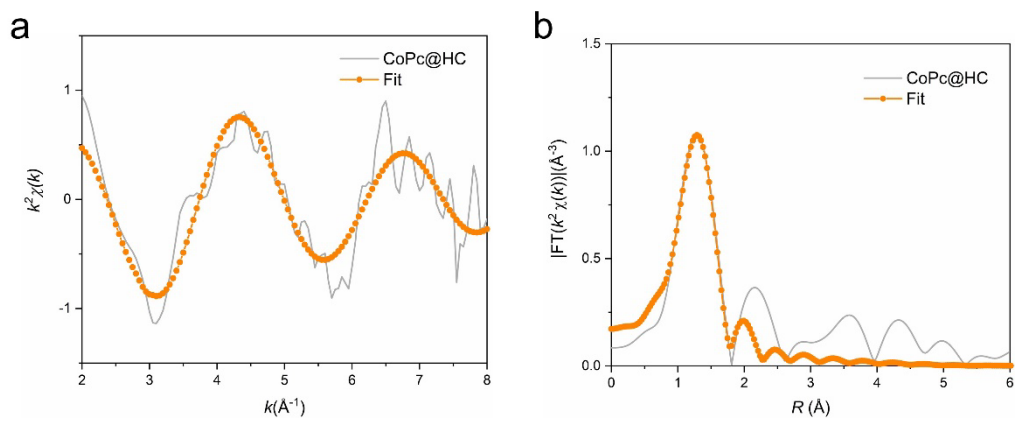 a
CoPc@HC
Fit
k²χ(k)
1
0
-1
2 3 4 5 6 7 8
k(Å⁻¹)
b
CoPc@HC
Fit
|FT(k²χ(k))|(Å⁻³)
1.5
1.0
0.5
0.0
0 1 2 3 4 5 6
R (Å)